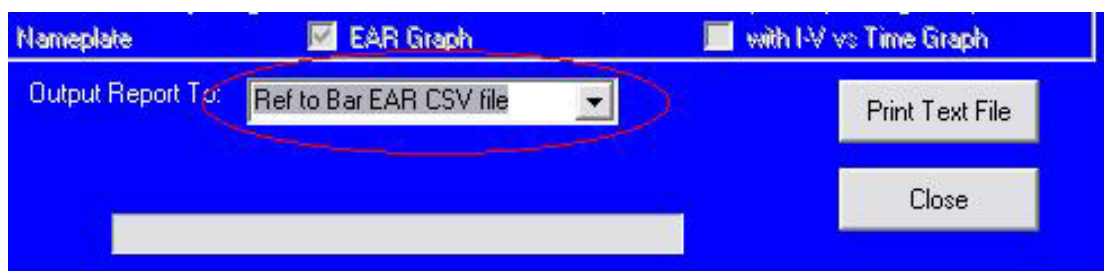 Nameplate EAR Graph with I-V vs Time Graph
Output Report To: Ref to Bar EAR CSV file
Print Text File
Close